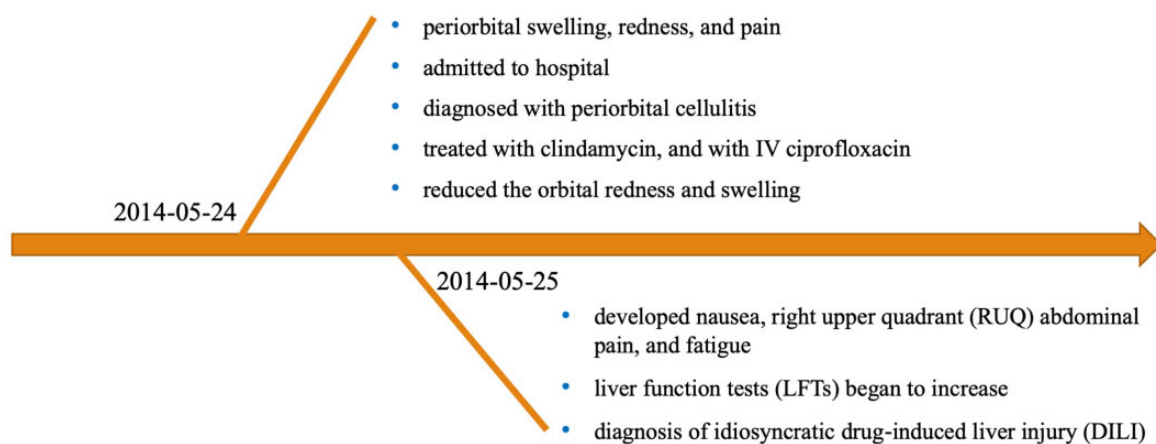 • periorbital swelling, redness, and pain
• admitted to hospital
• diagnosed with periorbital cellulitis
• treated with clindamycin, and with IV ciprofloxacin
• reduced the orbital redness and swelling
2014-05-24
2014-05-25
• developed nausea, right upper quadrant (RUQ) abdominal
pain, and fatigue
• liver function tests (LFTs) began to increase
• diagnosis of idiosyncratic drug-induced liver injury (DILI)